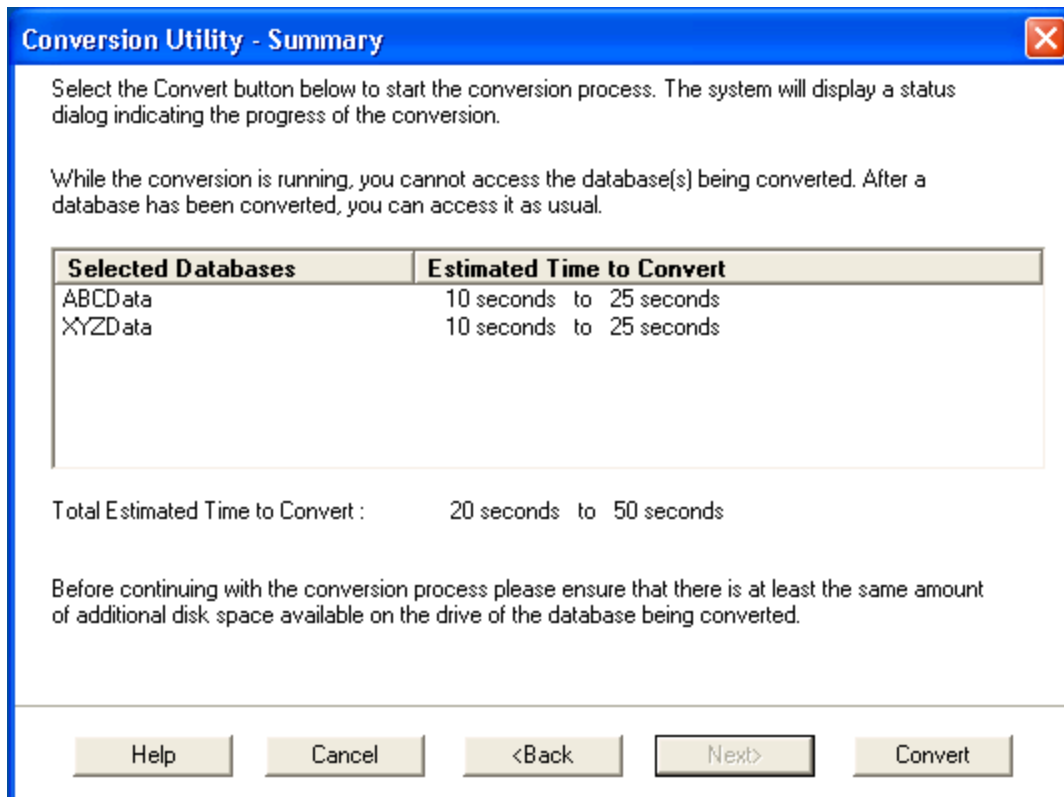 Conversion Utility - Summary
Select the Convert button below to start the conversion process. The system will display a status
dialog indicating the progress of the conversion.
While the conversion is running, you cannot access the database(s) being converted. After a
database has been converted, you can access it as usual.
Selected Databases Estimated Time to Convert
ABCData 10 seconds to 25 seconds
XYZData 10 seconds to 25 seconds
Total Estimated Time to Convert : 20 seconds to 50 seconds
Before continuing with the conversion process please ensure that there is at least the same amount
of additional disk space available on the drive of the database being converted.
Help Cancel <Back Next> Convert